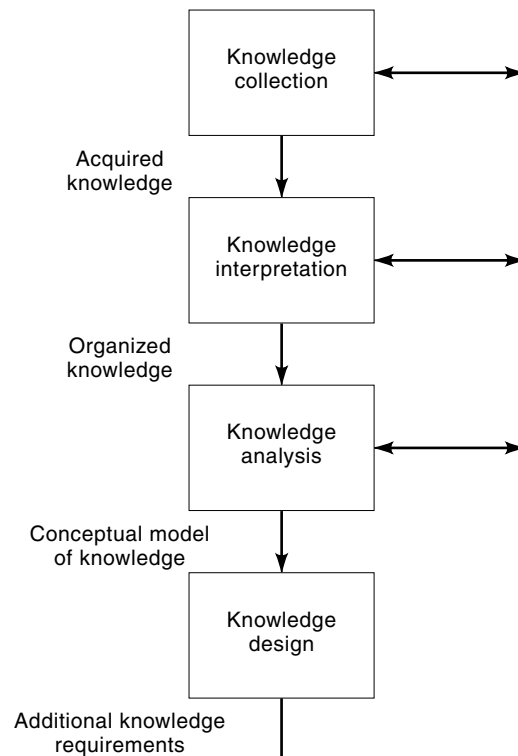 Knowledge
collection
Acquired
knowledge
Knowledge
interpretation
Organized
knowledge
Knowledge
analysis
Conceptual model
of knowledge
Knowledge
design
Additional knowledge
requirements